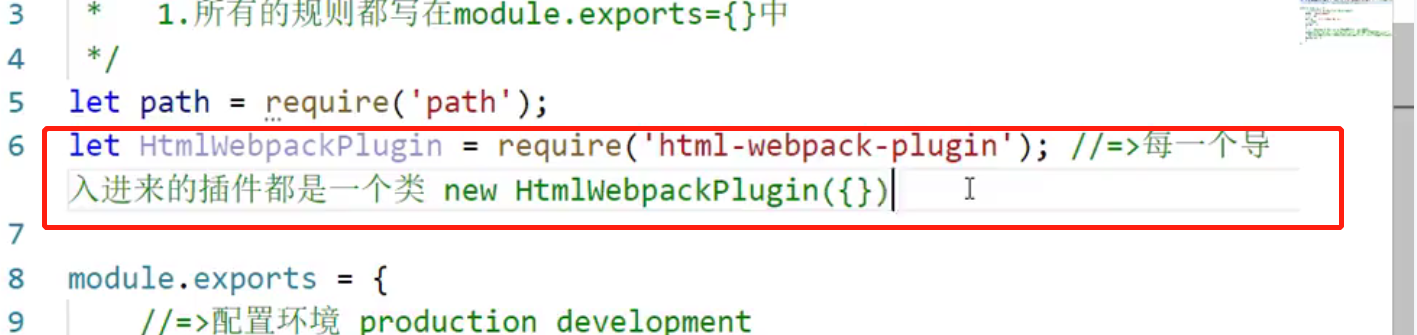 3 * 1.所有的规则都写在module.exports={}中
4 */
5 let path = require('path');
6 let HtmlWebpackPlugin = require('html-webpack-plugin'); //=>每一个导
入进来的插件都是一个类 new HtmlWebpackPlugin({})
7
8 module.exports = {
9 //=>配置环境 production development